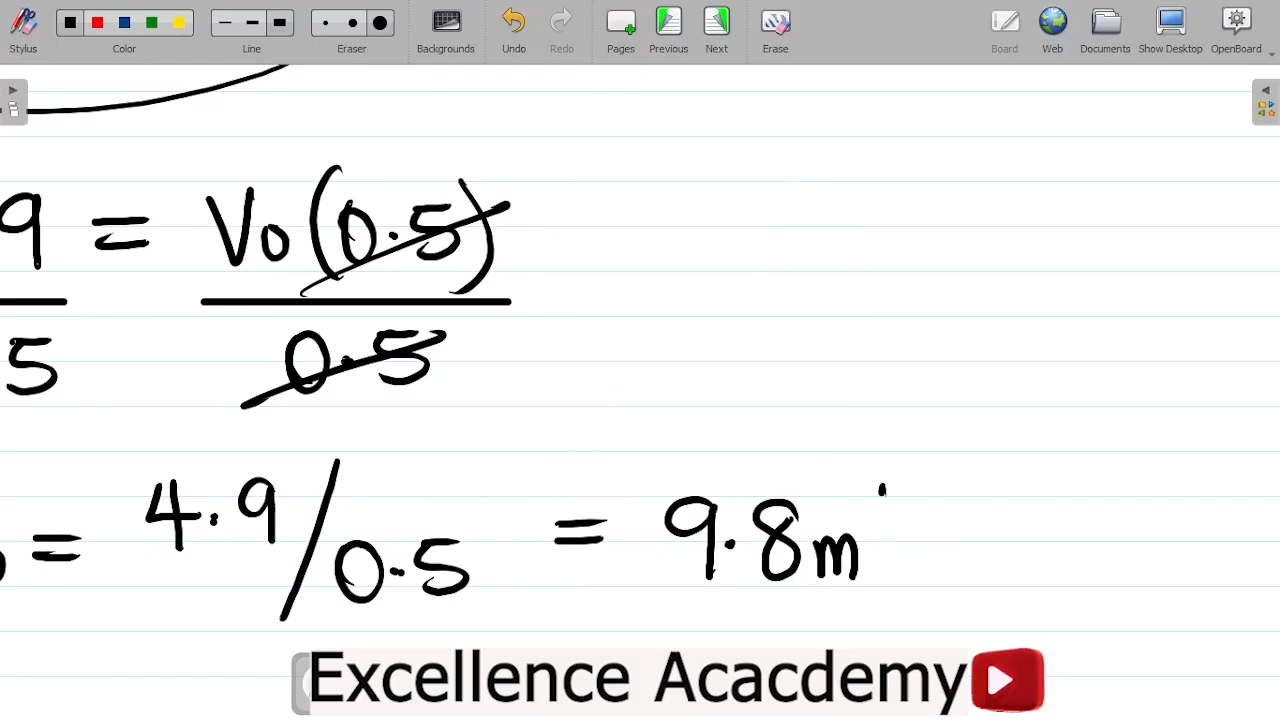 Stylus Color Line Eraser Backgrounds Undo Redo Pages Previous Next Erase Board Web Documents Show Desktop OpenBoard
9 = Vo(0.5)
5 0.5
= 4.9/0.5 = 9.8m
Excellence Acacdemy